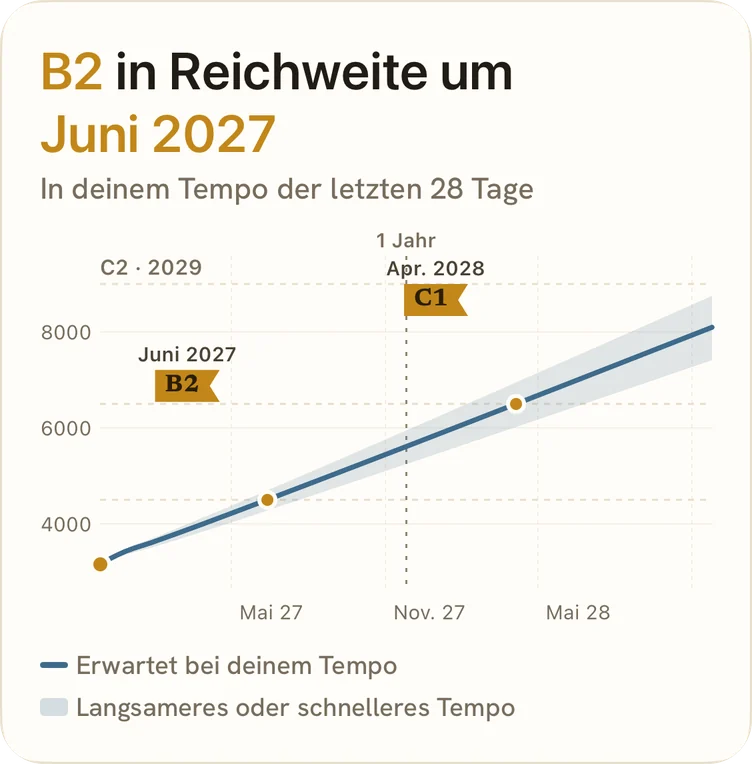 B2 in Reichweite um
Juni 2027
In deinem Tempo der letzten 28 Tage
1 Jahr
C2 · 2029
Apr. 2028
C1
8000
Juni 2027
B2
6000
4000
Mai 27
Nov. 27
Mai 28
Erwartet bei deinem Tempo
Langsameres oder schnelleres Tempo